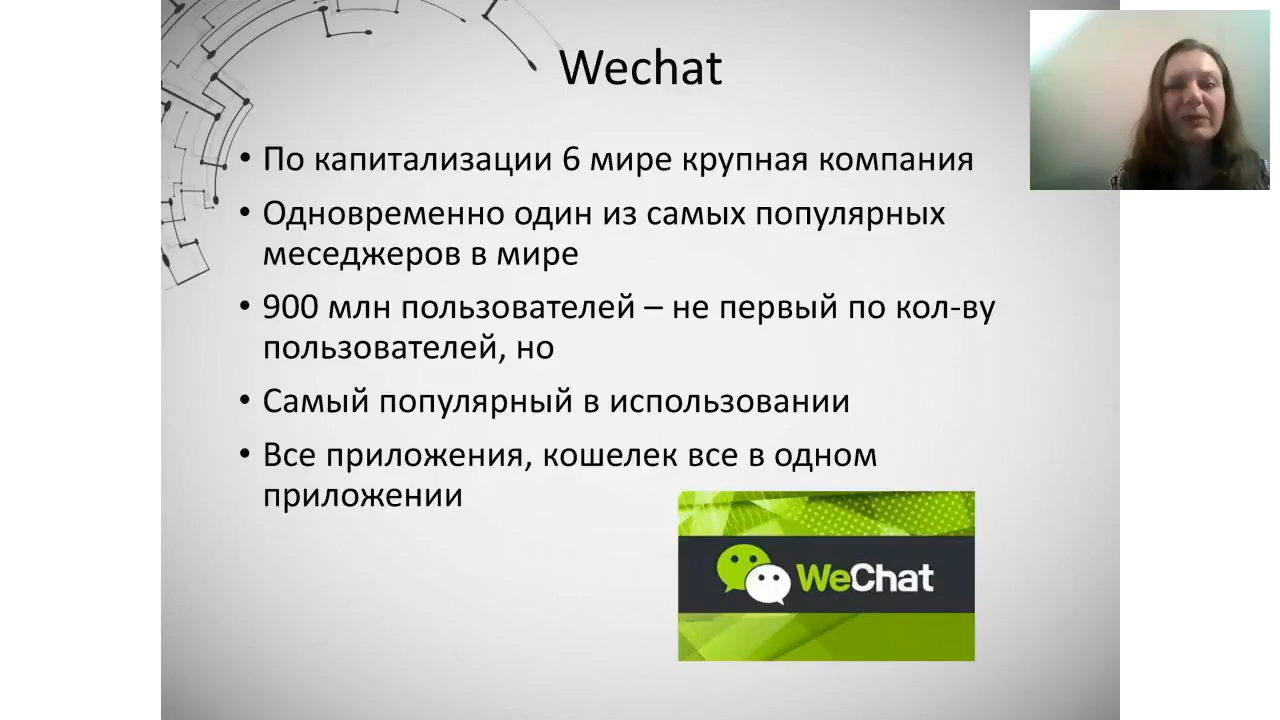 Wechat
• По капитализации 6 мире крупная компания
• Одновременно один из самых популярных
меседжеров в мире
• 900 млн пользователей – не первый по кол-ву
пользователей, но
• Самый популярный в использовании
• Все приложения, кошелек все в одном
приложении
WeChat